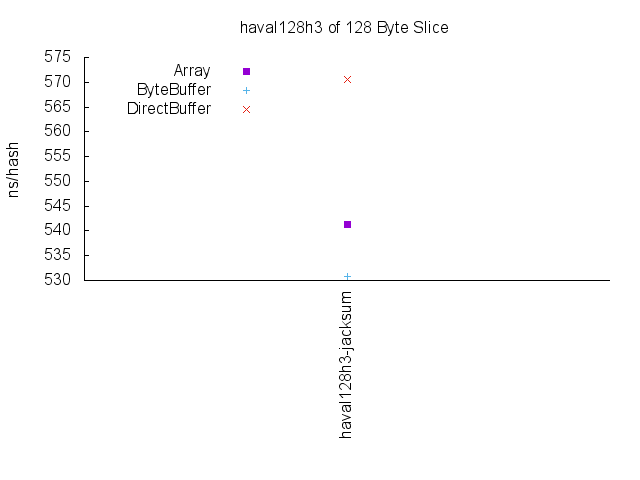 haval128h3 of 128 Byte Slice
575
570
565
560
555
550
545
540
535
530
ns/hash
Array
ByteBuffer
DirectBuffer
haval128h3-jacksum